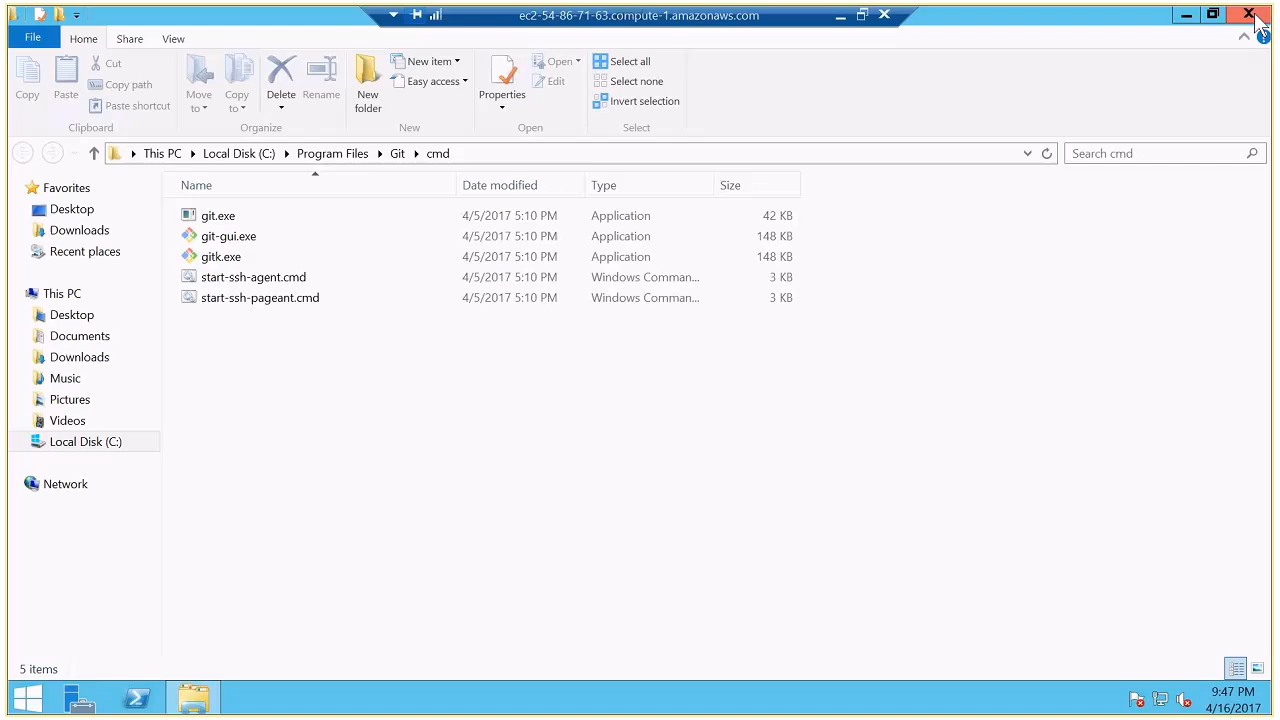 ec2-54-86-71-63.compute-1.amazonaws.com
File
Home
Share
View
Copy
Paste
Cut
Copy path
Paste shortcut
Clipboard
Move to
Copy to
Delete
Rename
Organize
New folder
New item
Easy access
New
Properties
Open
Edit
Open
Select all
Select none
Invert selection
Select
This PC
Local Disk (C:)
Program Files
Git
cmd
Search cmd
Name Date modified Type Size
git.exe 4/5/2017 5:10 PM Application 42 KB
git-gui.exe 4/5/2017 5:10 PM Application 148 KB
gitk.exe 4/5/2017 5:10 PM Application 148 KB
start-ssh-agent.cmd 4/5/2017 5:10 PM Windows Comman... 3 KB
start-ssh-pageant.cmd 4/5/2017 5:10 PM Windows Comman... 3 KB
Favorites
Desktop
Downloads
Recent places
This PC
Desktop
Documents
Downloads
Music
Pictures
Videos
Local Disk (C:)
Network
5 items
9:47 PM
4/16/2017